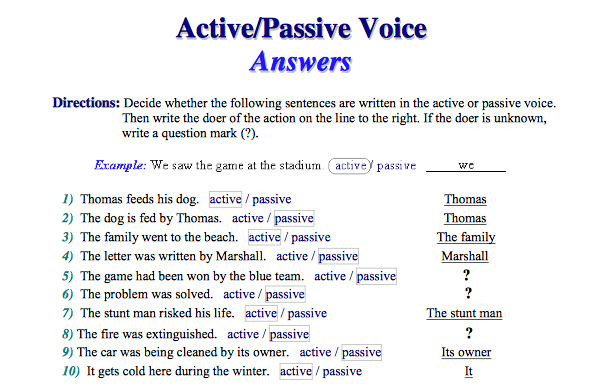 Active/Passive Voice
Answers
Directions: Decide whether the following sentences are written in the active or passive voice.
Then write the doer of the action on the line to the right. If the doer is unknown,
write a question mark (?).
Example: We saw the game at the stadium. active / passive we
1) Thomas feeds his dog. active / passive Thomas
2) The dog is fed by Thomas. active / passive Thomas
3) The family went to the beach. active / passive The family
4) The letter was written by Marshall. active / passive Marshall
5) The game had been won by the blue team. active / passive ?
6) The problem was solved. active / passive ?
7) The stunt man risked his life. active / passive The stunt man
8) The fire was extinguished. active / passive ?
9) The car was being cleaned by its owner. active / passive Its owner
10) It gets cold here during the winter. active / passive It